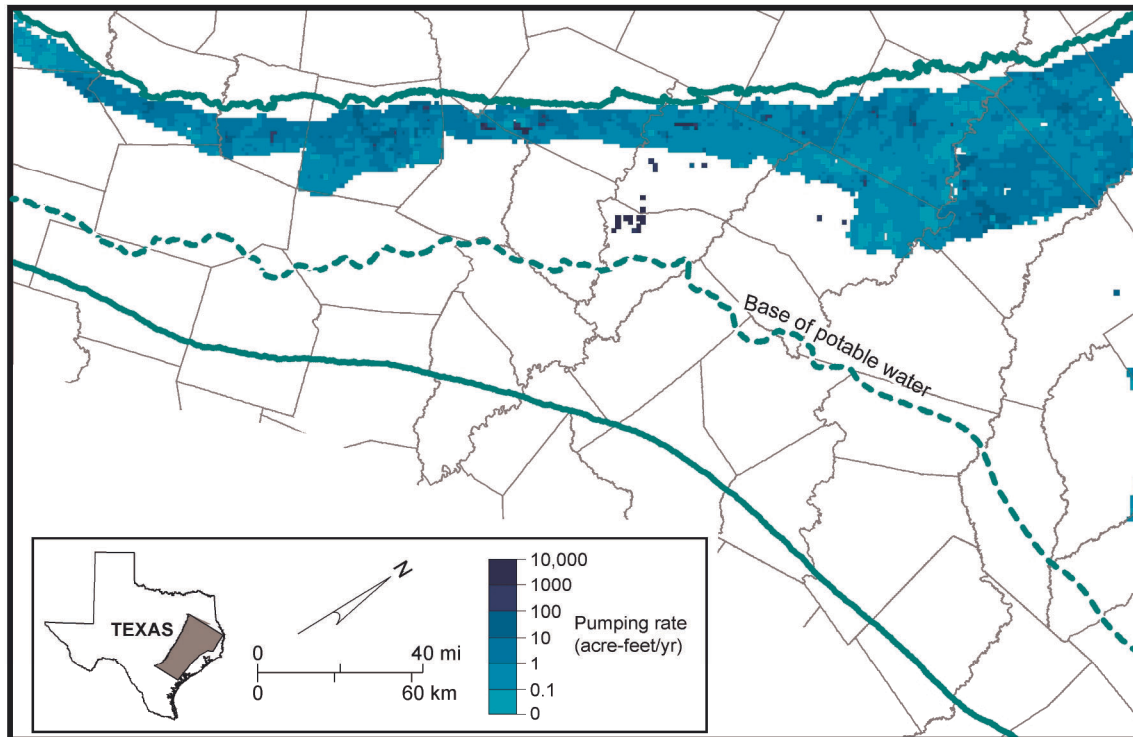 Base of potable water
TEXAS
N
0
40 mi
0
60 km
10,000
1000
100
10
1
0.1
0
Pumping rate
(acre-feet/yr)